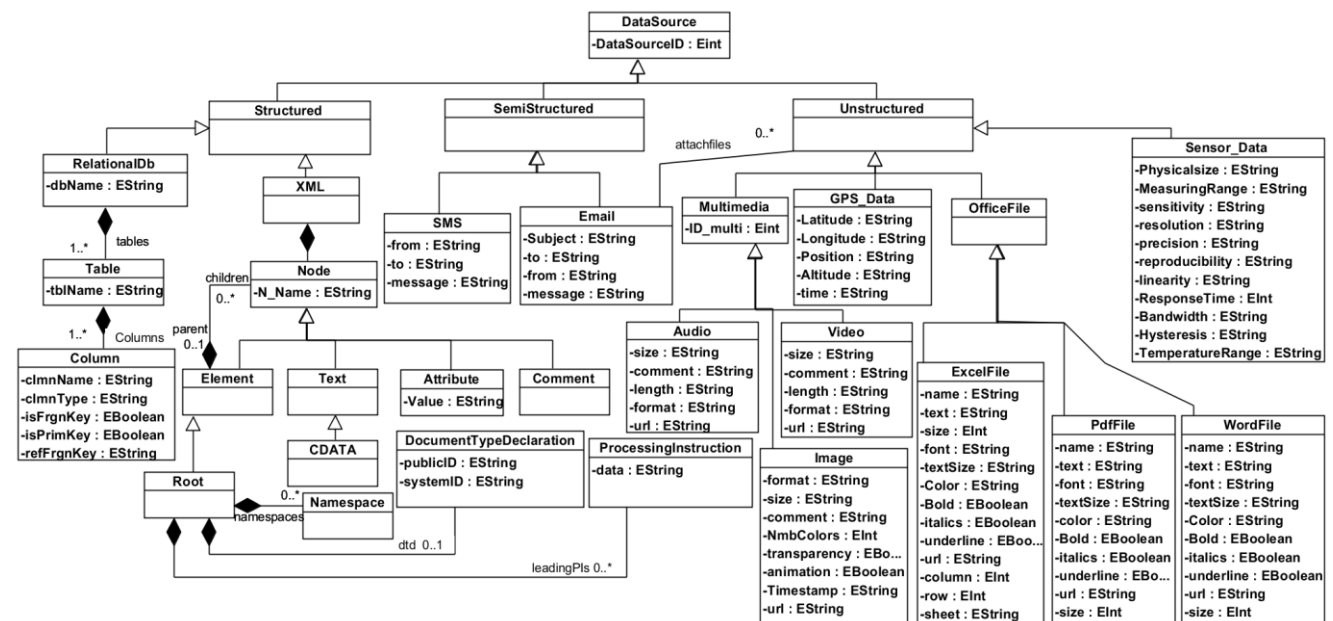 DataSource
-DataSourceID : Eint
Structured
SemiStructured
Unstructured
attachfiles
0..*
RelationalDb
-dbName : EString
XML
Sensor_Data
-Physicalsize : EString
-MeasuringRange : EString
-sensitivity : EString
-resolution : EString
-precision : EString
-reproducibility : EString
-linearity : EString
-ResponseTime : EInt
-Bandwidth : EString
-Hysteresis : EString
-TemperatureRange : EString
SMS
-from : EString
-to : EString
-message : EString
Email
-Subject : EString
-to : EString
-from : EString
-message : EString
Multimedia
-ID_multi : Eint
GPS_Data
-Latitude : EString
-Longitude : EString
-Position : EString
-Altitude : EString
-time : EString
OfficeFile
1..*
tables
Table
-tblName : EString
Node
-N_Name : EString
children
0..*
parent
0..1
1..*
Columns
Column
-clmnName : EString
-clmnType : EString
-isFrgnKey : EBoolean
-isPrimKey : EBoolean
-refFrgnKey : EString
Element
Text
Attribute
-Value : EString
Comment
Audio
-size : EString
-comment : EString
-length : EString
-format : EString
-url : EString
Video
-size : EString
-comment : EString
-length : EString
-format : EString
-url : EString
ExcelFile
-name : EString
-text : EString
-size : EInt
-font : EString
-textSize : EString
-Color : EString
-Bold : EBoolean
-italics : EBoolean
-underline : EBoo...
-url : EString
-column : EInt
-row : EInt
-sheet : EString
PdfFile
-name : EString
-text : EString
-font : EString
-textSize : EString
-color : EString
-Bold : EBoolean
-italics : EBoolean
-underline : EBo...
-url : EString
-size : EInt
WordFile
-name : EString
-text : EString
-font : EString
-textSize : EString
-Color : EString
-Bold : EBoolean
-italics : EBoolean
-underline : EBoolean
-url : EString
-size : EInt
CDATA
DocumentTypeDeclaration
-publicID : EString
-systemID : EString
ProcessingInstruction
-data : EString
Image
-format : EString
-size : EString
-comment : EString
-NmbColors : EInt
-transparency : EBo...
-animation : EBoolean
-Timestamp : EString
-url : EString
Root
0..*
namespaces
Namespace
dtd 0..1
leadingPIs 0..*